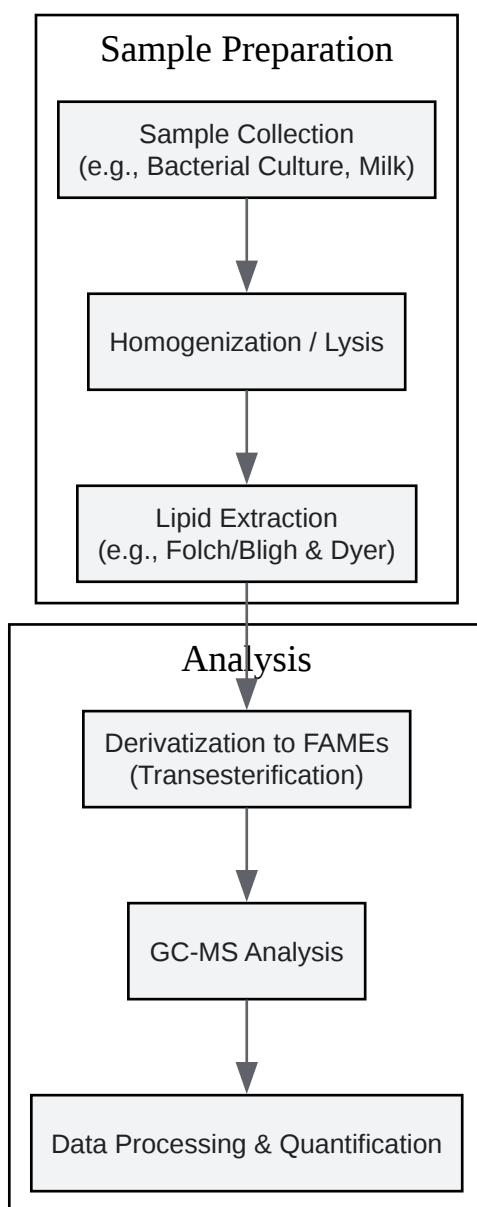 Sample Preparation
Sample Collection
(e.g., Bacterial Culture, Milk)
Homogenization / Lysis
Lipid Extraction
(e.g., Folch/Bligh & Dyer)
Analysis
Derivatization to FAMEs
(Transesterification)
GC-MS Analysis
Data Processing & Quantification